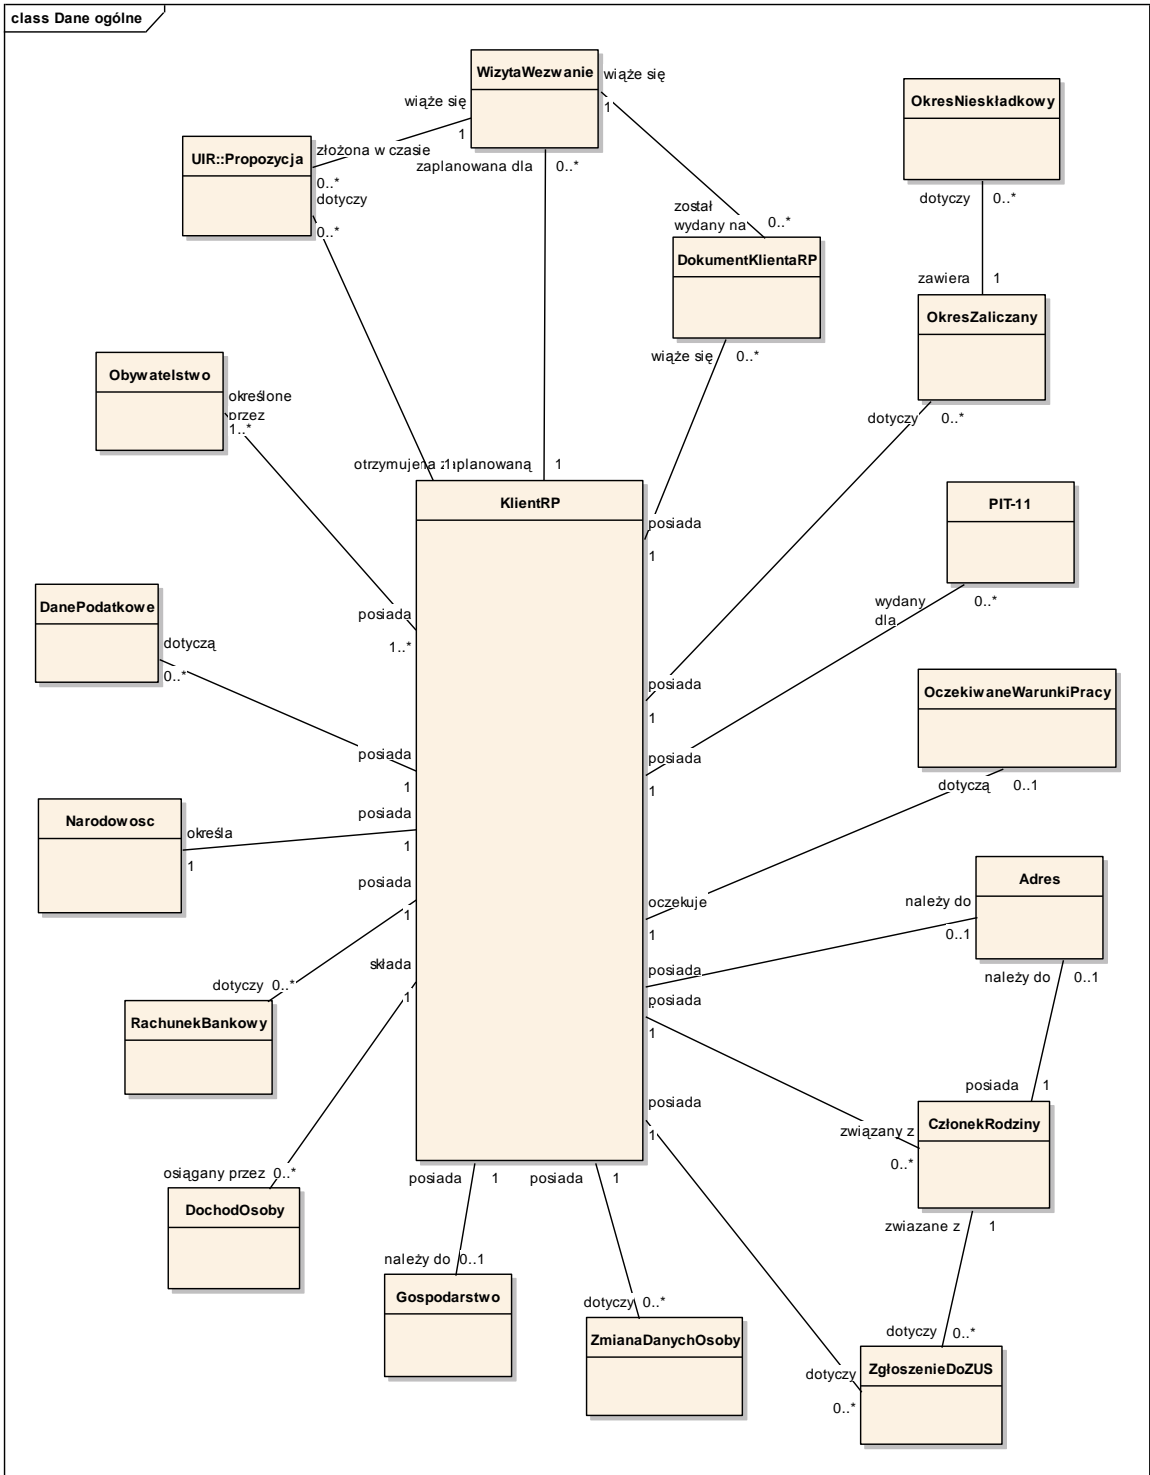 class Dane ogólne
WizytaWezwanie
wiąże się
1
wiąże się
1
OkresNieskładkowy
UIR::Propozycja
złożona w czasie
0..*
dotyczy
0..*
zaplanowana dla
0..*
dotyczy
0..*
został
wydany na
0..*
DokumentKlientaRP
zawiera
1
OkresZaliczany
wiąże się
0..*
Obywatelstwo
określone
przez
1..*
dotyczy
0..*
1
KlientRP
PIT-11
posiada
1
DanePodatkowe
dotyczą
0..*
posiada
1..*
wydany
dla
0..*
posiada
1
OczekiwaneWarunkiPracy
posiada
1
posiada
1
dotyczą
0..1
Narodowosc
określa
1
posiada
1
Adres
posiada
1
oczekuje
1
należy do
0..1
składa
1
posiada
należy do
0..1
dotyczy
0..*
RachunekBankowy
posiada
1
posiada
1
CzłonekRodziny
posiada
1
związany z
0..*
osiągany przez
0..*
DochodOsoby
posiada
1
posiada
1
zwiazane z
1
należy do
0..1
Gospodarstwo
dotyczy
0..*
ZmianaDanychOsoby
dotyczy
0..*
ZgłoszenieDoZUS
dotyczy
0..*